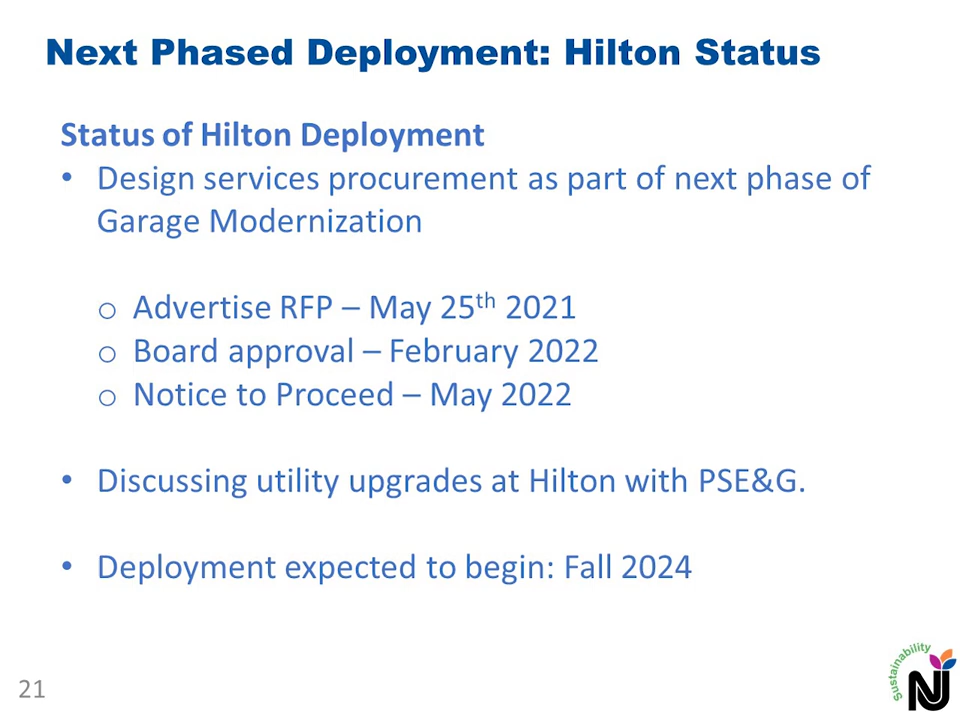 Next Phased Deployment: Hilton Status
Status of Hilton Deployment
• Design services procurement as part of next phase of
Garage Modernization
o Advertise RFP – May 25th 2021
o Board approval – February 2022
o Notice to Proceed – May 2022
• Discussing utility upgrades at Hilton with PSE&G.
• Deployment expected to begin: Fall 2024
Sustainability
NJ
21